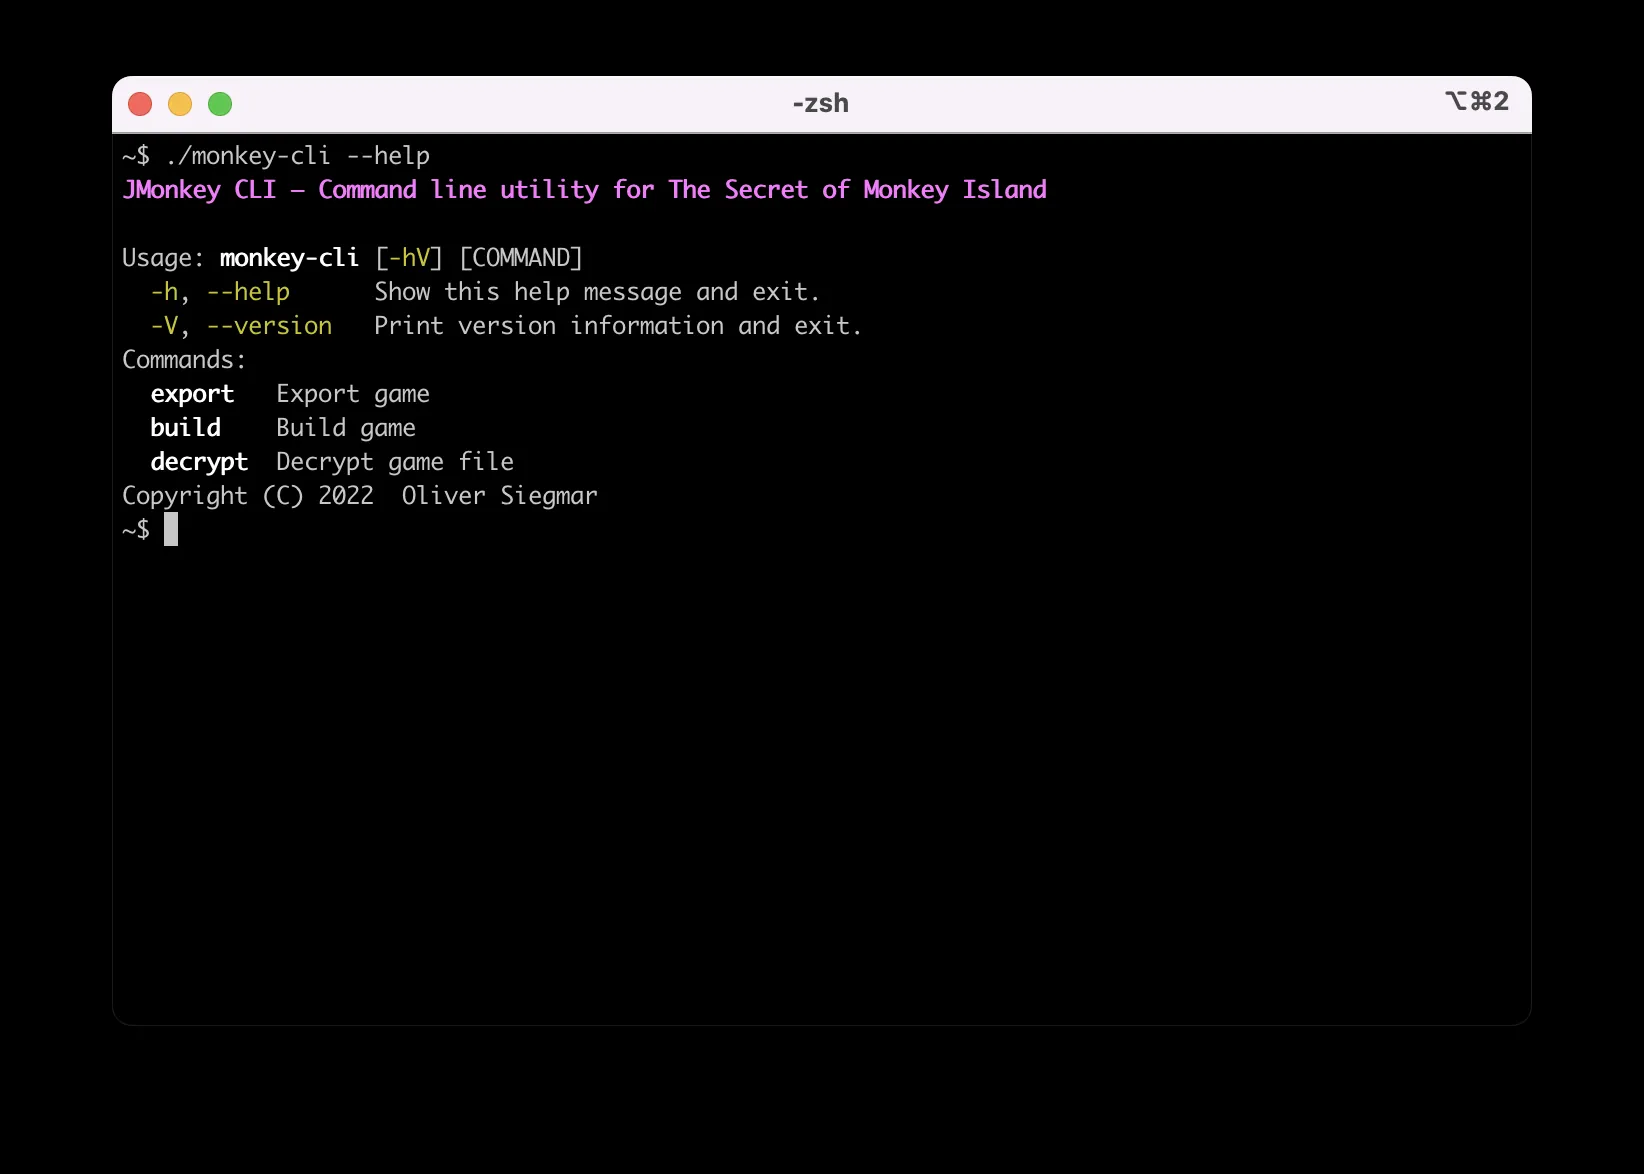 -zsh
⌥⌘2
~$ ./monkey-cli --help
JMonkey CLI – Command line utility for The Secret of Monkey Island
Usage: monkey-cli [-hV] [COMMAND]
  -h, --help      Show this help message and exit.
  -V, --version   Print version information and exit.
Commands:
  export   Export game
  build    Build game
  decrypt  Decrypt game file
Copyright (C) 2022  Oliver Siegmar
~$